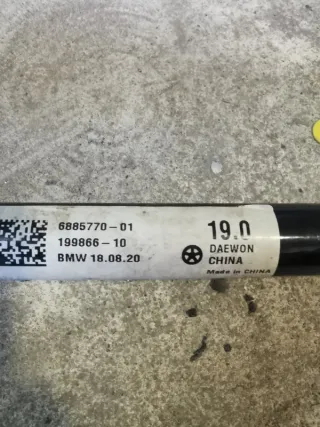 6885770-01
199866-10
BMW 18.08.20
19.0
DAEWON
CHINA
Made in CHINA